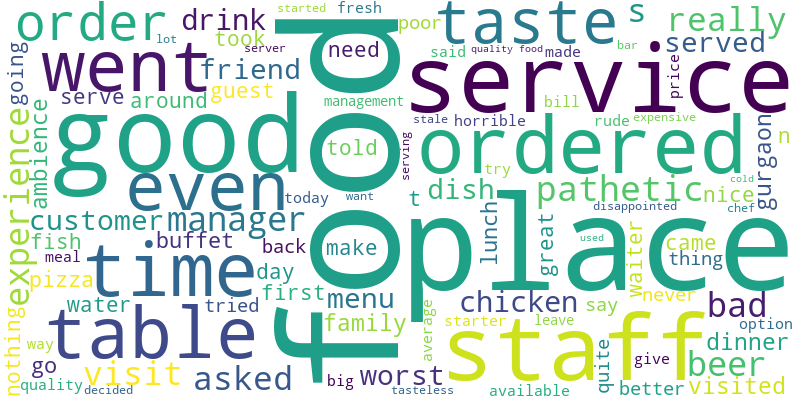 started
fresh
order
drink
took
lot
server
poor
taste
s
really
went
friend
guest
need
said
quality food
made
bar
served
going
serve
around
management
service
price
bill
ambience
good
food
told
serving
stale
horrible
rude
expensive
ordered
gurgaon
n
experience
even
today
want
try
t
dish
pathetic
nice
cold
customer
manager
disappointed
chef
fish
buffet
back
make
lunch
great
used
waiter
came
thing
meal
time
day
place
pizza
first
menu
water
tried
family
average
chicken
say
never
bad
nothing
table
starter
leave
staff
option
way
go
visit
asked
big
worst
quite
give
dinner
beer
quality
decided
tasteless
available
better
visited